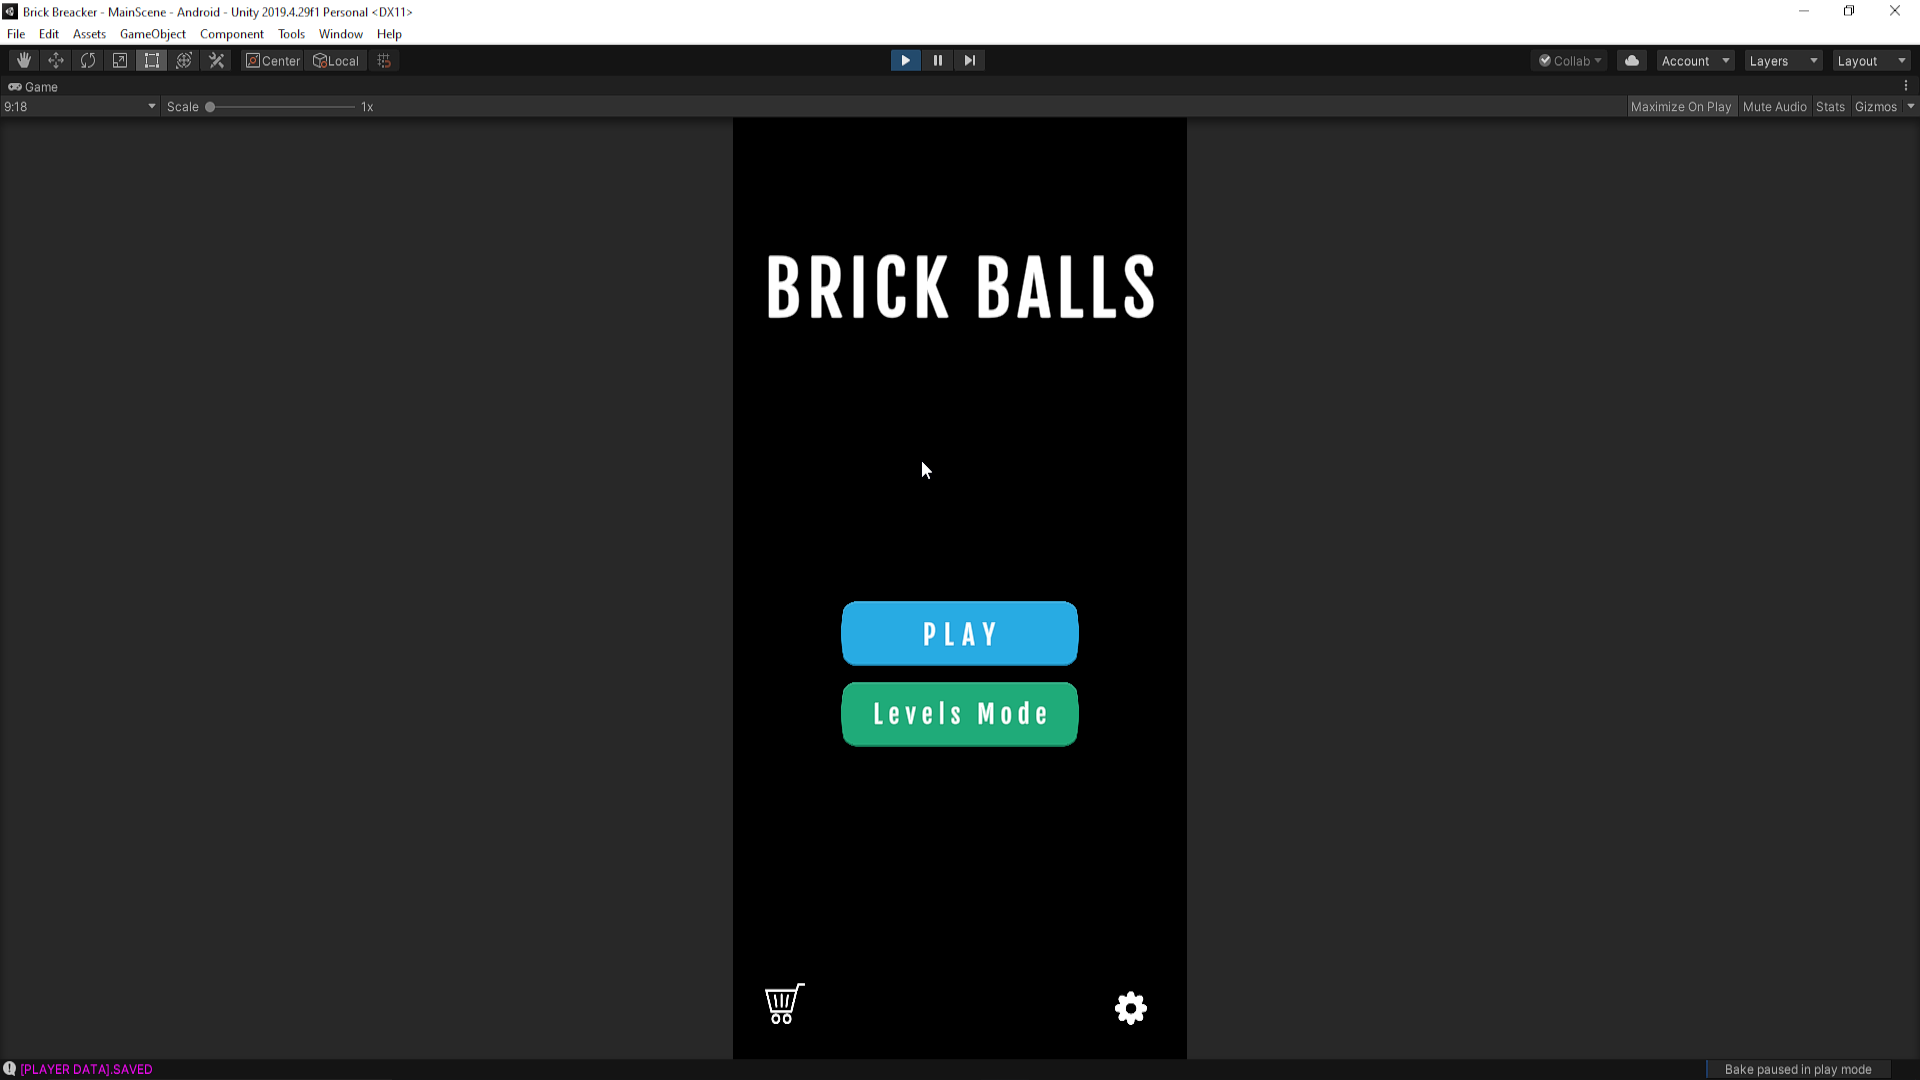 Brick Breacker - MainScene - Android - Unity 2019.4.29f1 Personal <DX11>
File Edit Assets GameObject Component Tools Window Help
Center Local Collab Account Layers Layout
Game
9:18 Scale 1x Maximize On Play Mute Audio Stats Gizmos
BRICK BALLS
PLAY
Levels Mode
[PLAYER DATA].SAVED Bake paused in play mode